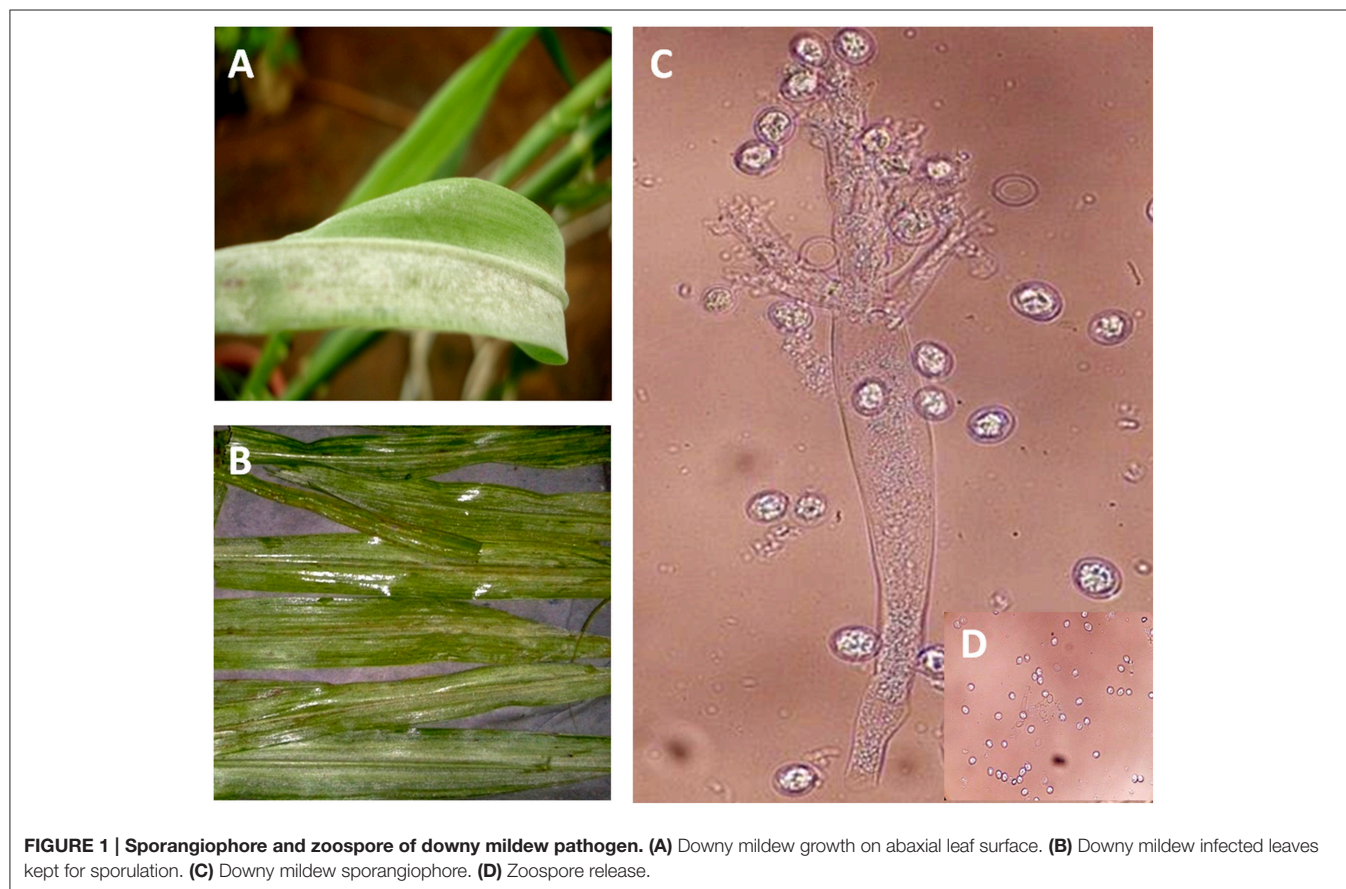 A
B
C
D
FIGURE 1 | Sporangiophore and zoospore of downy mildew pathogen. (A) Downy mildew growth on abaxial leaf surface. (B) Downy mildew infected leaves
kept for sporulation. (C) Downy mildew sporangiophore. (D) Zoospore release.